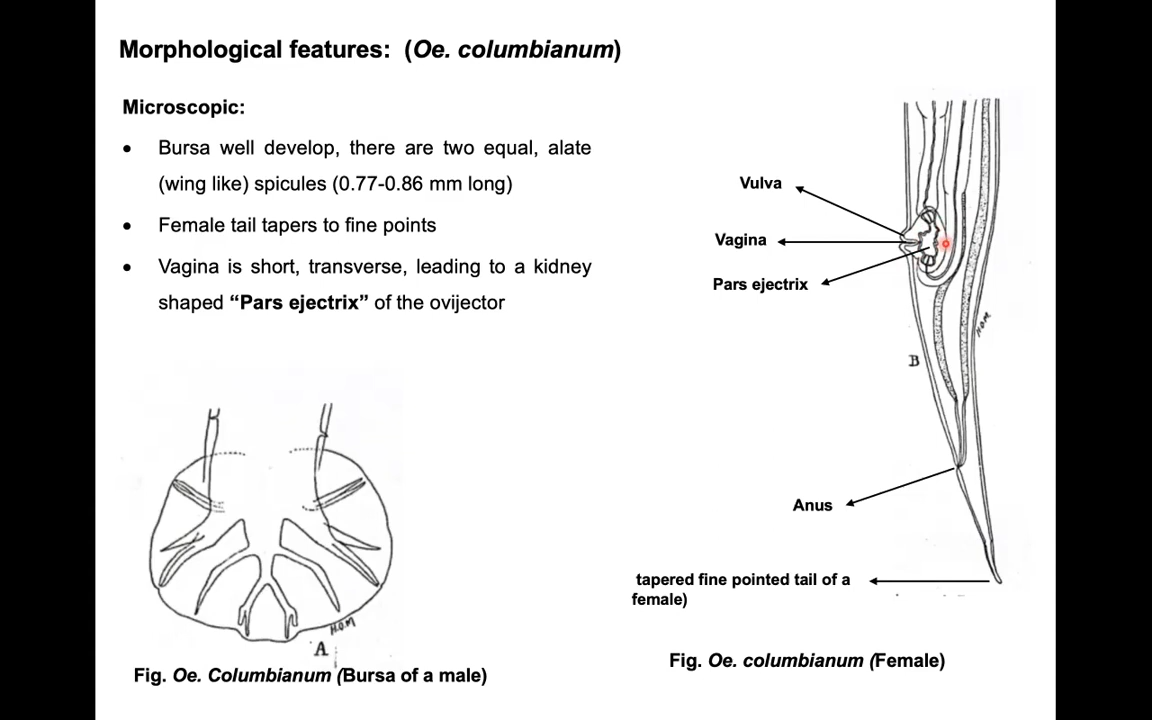 Morphological features: (Oe. columbianum)
Microscopic:
• Bursa well develop, there are two equal, alate
(wing like) spicules (0.77-0.86 mm long)
• Female tail tapers to fine points
• Vagina is short, transverse, leading to a kidney
shaped “Pars ejectrix” of the ovijector
Vulva
Vagina
Pars ejectrix
H.O.M
B
Anus
tapered fine pointed tail of a
female)
H.O.M
A
Fig. Oe. Columbianum (Bursa of a male)
Fig. Oe. columbianum (Female)